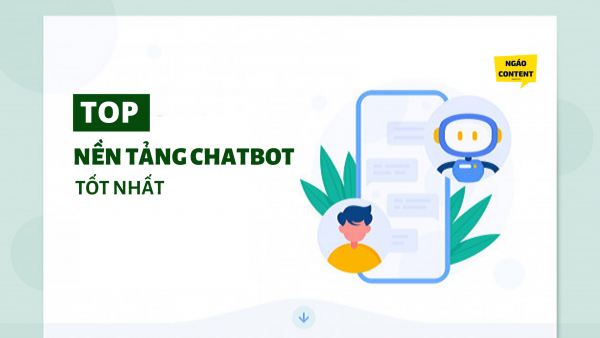 NGÁO
CONTENT
TOP
NỀN TẢNG CHATBOT
TỐT NHẤT